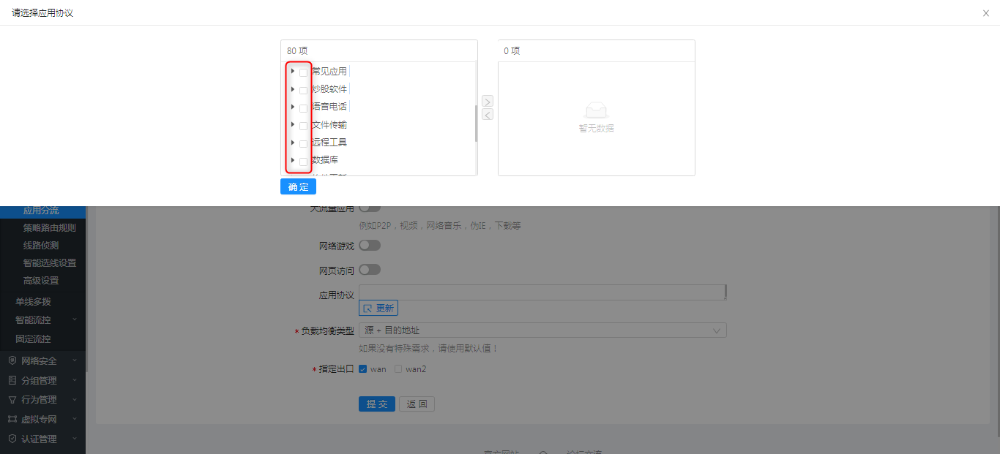 请选择应用协议
80 项
常见应用
炒股软件
语音电话
文件传输
远程工具
数据库
确 定
0 项
暂无数据
应用分流
策略路由规则
线路侦测
智能选线设置
高级设置
单线多拨
智能流控
固定流控
网络安全
分组管理
行为管理
虚拟专网
认证管理
大流量应用
例如P2P，视频，网络音乐，伪IE，下载等
网络游戏
网页访问
应用协议
更新
* 负载均衡类型 源 + 目的地址
如果没有特殊需求，请使用默认值！
* 指定出口 wan wan2
提 交 返 回